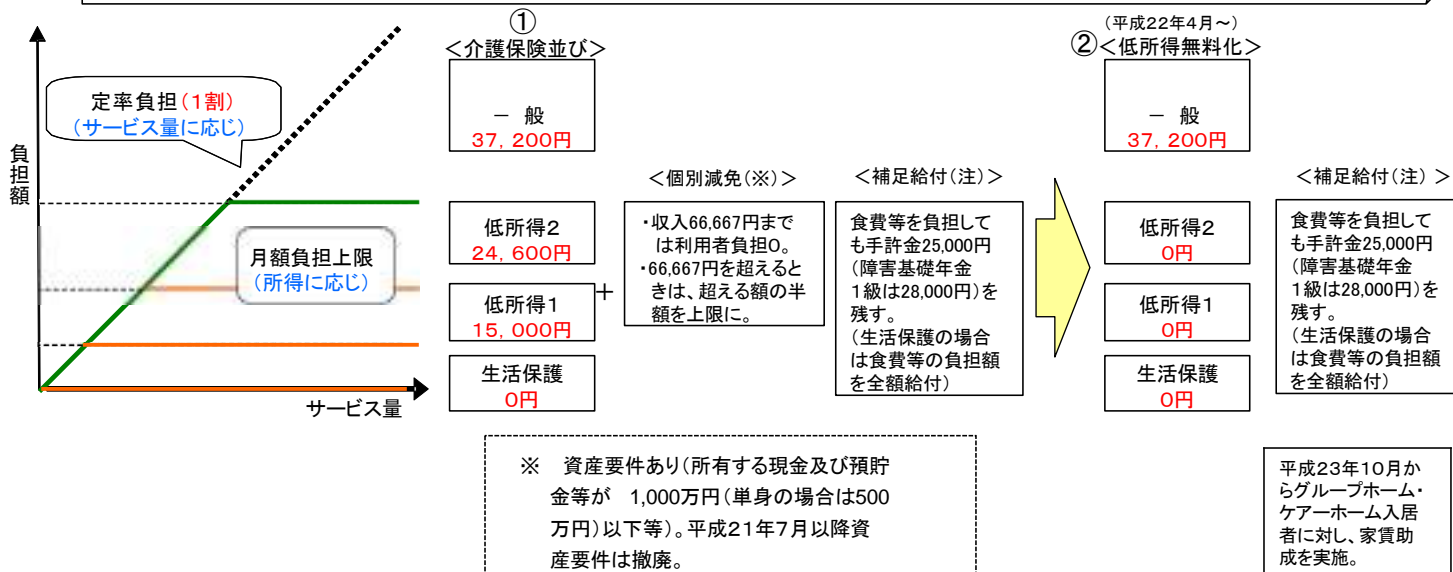 ①
<介護保険並び>
(平成22年4月～)
②<低所得無料化>
定率負担(1割)
(サービス量に応じ)
負担額
月額負担上限
(所得に応じ)
サービス量
一 般
37,200円
低所得2
24,600円
低所得1
15,000円
生活保護
0円
+
<個別減免(※)>
・収入66,667円まで
は利用者負担0。
・66,667円を超えると
きは、超える額の半
額を上限に。
<補足給付(注)>
食費等を負担して
も手許金25,000円
(障害基礎年金
1級は28,000円)を
残す。
(生活保護の場合
は食費等の負担額
を全額給付)
一 般
37,200円
低所得2
0円
低所得1
0円
生活保護
0円
<補足給付(注)>
食費等を負担して
も手許金25,000円
(障害基礎年金
1級は28,000円)を
残す。
(生活保護の場合
は食費等の負担額
を全額給付)
※ 資産要件あり(所有する現金及び預貯
金等が 1,000万円(単身の場合は500
万円)以下等)。平成21年7月以降資
産要件は撤廃。
平成23年10月か
らグループホーム・
ケアーホーム入居
者に対し、家賃助
成を実施。